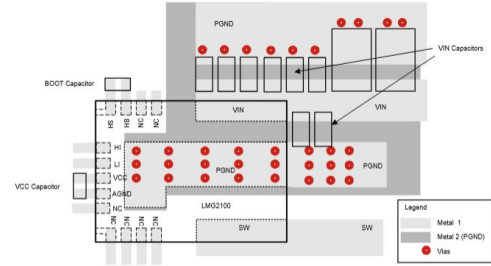 PGND
VIN Capacitors
BOOT Capacitor
VIN
VIN
HS
HB
NC
NC
HI
LI
VCC
AGND
NC
VCC Capacitor
PGND
PGND
LMG2100
NC
NC
NC
NC
SW
Legend
Metal 1
Metal 2 (PGND)
Vias